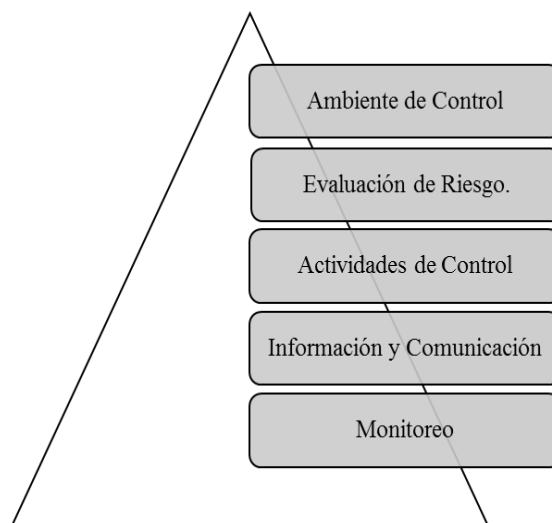 Ambiente de Control
Evaluación de Riesgo.
Actividades de Control
Información y Comunicación
Monitoreo